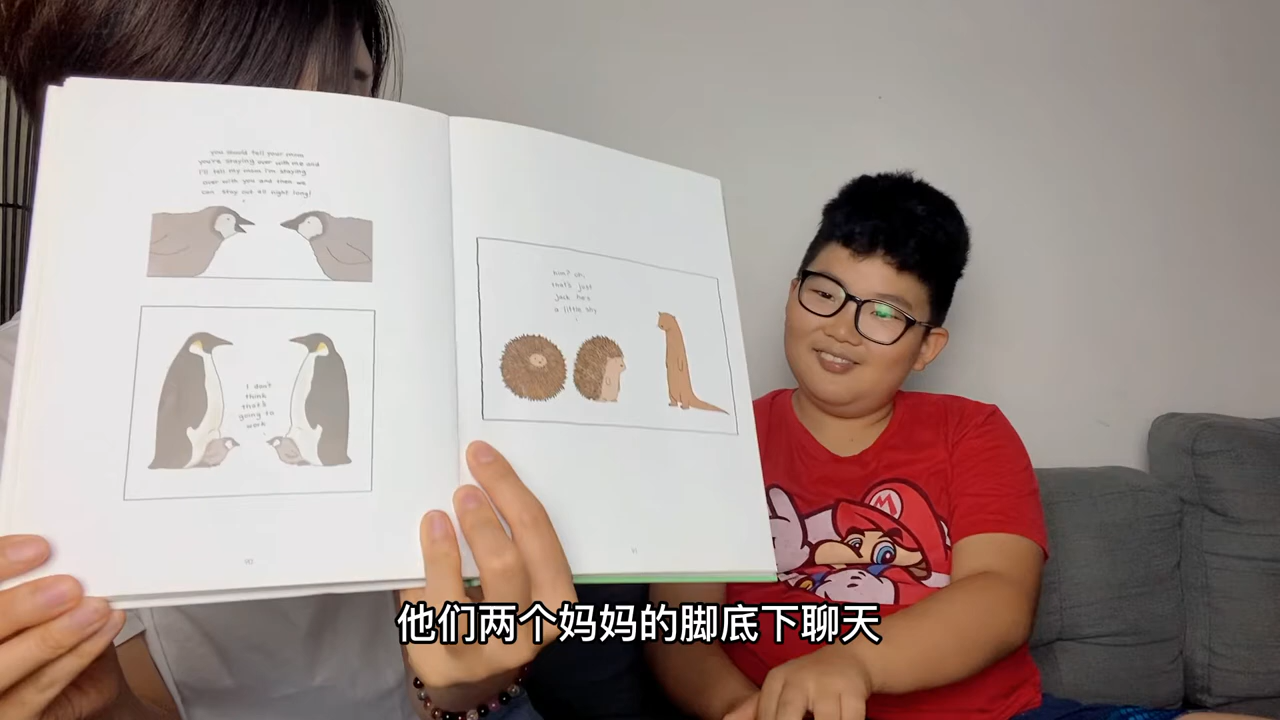 you should tell your mom
you're staying over with me and
i'll tell my mom i'm staying
over with you and then we
can stay out all night long!
I don't
think
that's
going to
work
him? oh,
that's just
jack he's
a little shy
M
他们两个妈妈的脚底下聊天